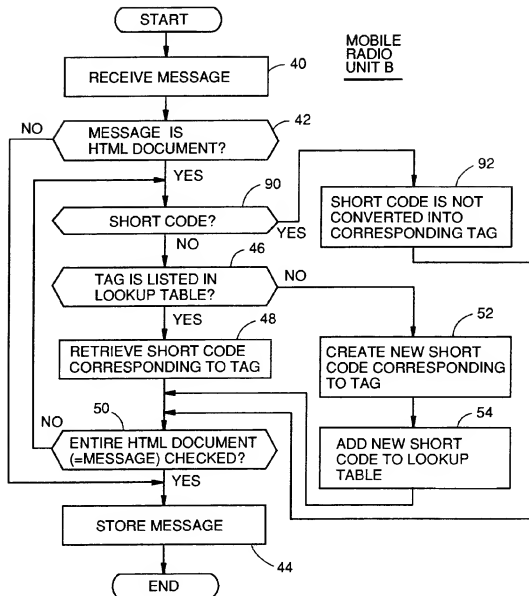 START
MOBILE
RADIO
UNIT B
RECEIVE MESSAGE
40
NO
MESSAGE IS
HTML DOCUMENT?
42
YES
90
SHORT CODE?
YES
92
SHORT CODE IS NOT
CONVERTED INTO
CORRESPONDING TAG
NO
46
TAG IS LISTED IN
LOOKUP TABLE?
NO
YES
48
RETRIEVE SHORT CODE
CORRESPONDING TO TAG
52
CREATE NEW SHORT
CODE CORRESPONDING
TO TAG
NO
50
ENTIRE HTML DOCUMENT
(=MESSAGE) CHECKED?
54
ADD NEW SHORT
CODE TO LOOKUP
TABLE
YES
STORE MESSAGE
44
END